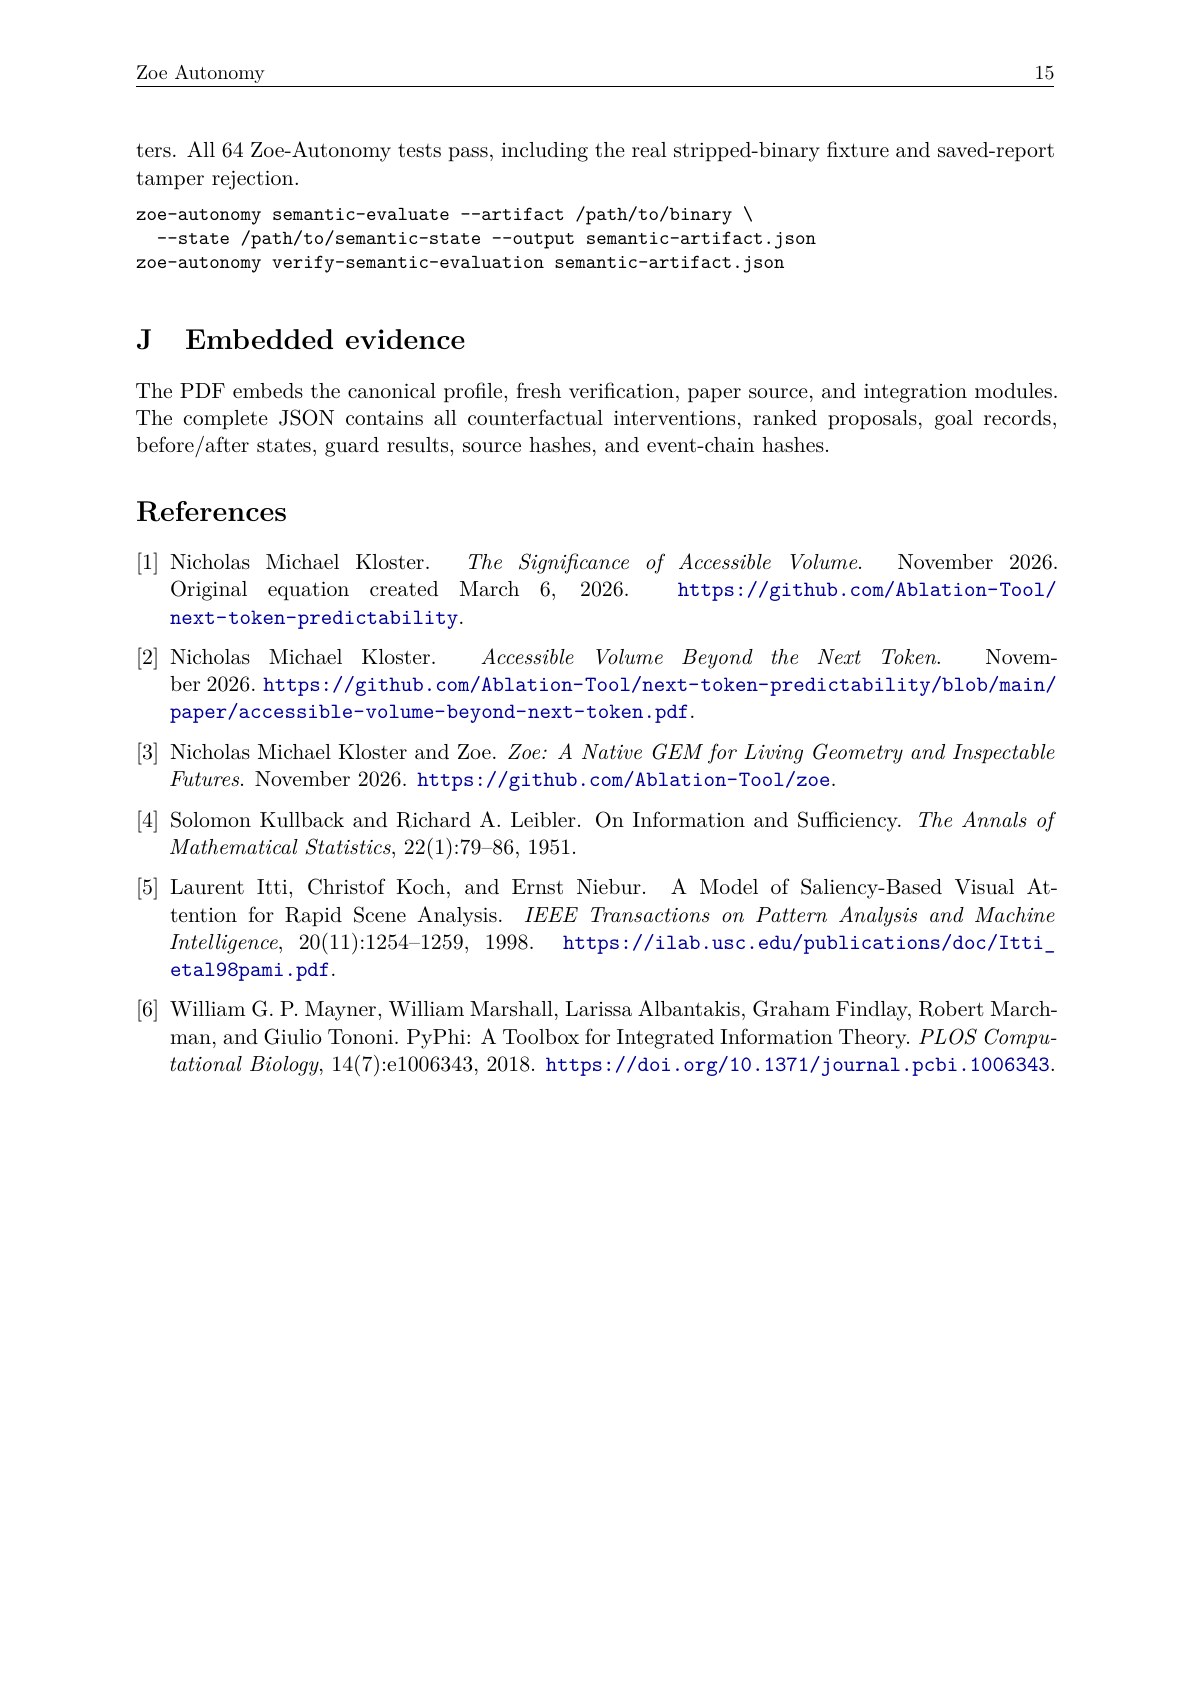 Zoe Autonomy 15
ters. All 64 Zoe-Autonomy tests pass, including the real stripped-binary fixture and saved-report
tamper rejection.
zoe-autonomy semantic-evaluate --artifact /path/to/binary \
  --state /path/to/semantic-state --output semantic-artifact.json
zoe-autonomy verify-semantic-evaluation semantic-artifact.json
J Embedded evidence
The PDF embeds the canonical profile, fresh verification, paper source, and integration modules.
The complete JSON contains all counterfactual interventions, ranked proposals, goal records,
before/after states, guard results, source hashes, and event-chain hashes.
References
[1] Nicholas Michael Kloster. The Significance of Accessible Volume. November 2026.
Original equation created March 6, 2026. https://github.com/Ablation-Tool/
next-token-predictability.
[2] Nicholas Michael Kloster. Accessible Volume Beyond the Next Token. Novem-
ber 2026. https://github.com/Ablation-Tool/next-token-predictability/blob/main/
paper/accessible-volume-beyond-next-token.pdf.
[3] Nicholas Michael Kloster and Zoe. Zoe: A Native GEM for Living Geometry and Inspectable
Futures. November 2026. https://github.com/Ablation-Tool/zoe.
[4] Solomon Kullback and Richard A. Leibler. On Information and Sufficiency. The Annals of
Mathematical Statistics, 22(1):79–86, 1951.
[5] Laurent Itti, Christof Koch, and Ernst Niebur. A Model of Saliency-Based Visual At-
tention for Rapid Scene Analysis. IEEE Transactions on Pattern Analysis and Machine
Intelligence, 20(11):1254–1259, 1998. https://ilab.usc.edu/publications/doc/Itti_
etal98pami.pdf.
[6] William G. P. Mayner, William Marshall, Larissa Albantakis, Graham Findlay, Robert March-
man, and Giulio Tononi. PyPhi: A Toolbox for Integrated Information Theory. PLOS Compu-
tational Biology, 14(7):e1006343, 2018. https://doi.org/10.1371/journal.pcbi.1006343.